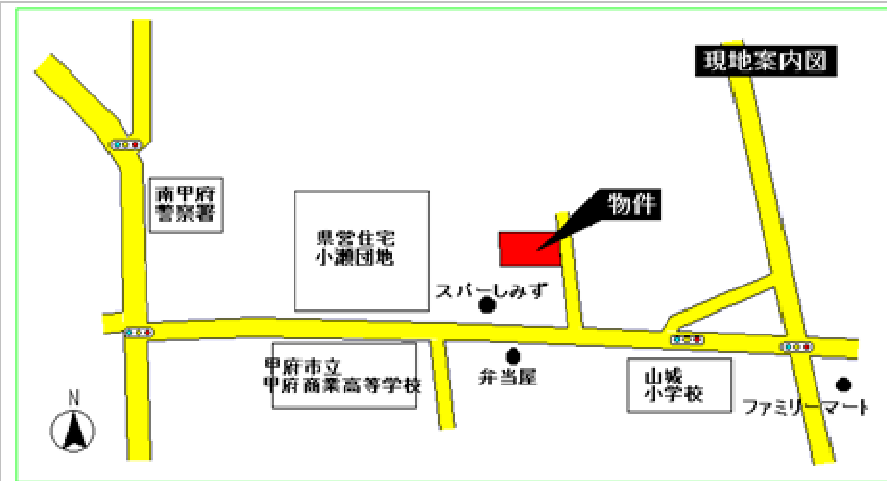 現地案内図
南甲府
警察署
物件
県営住宅
小瀬団地
スパーしみず
甲府市立
甲府商業高等学校
弁当屋
山城
小学校
ファミリーマート
N